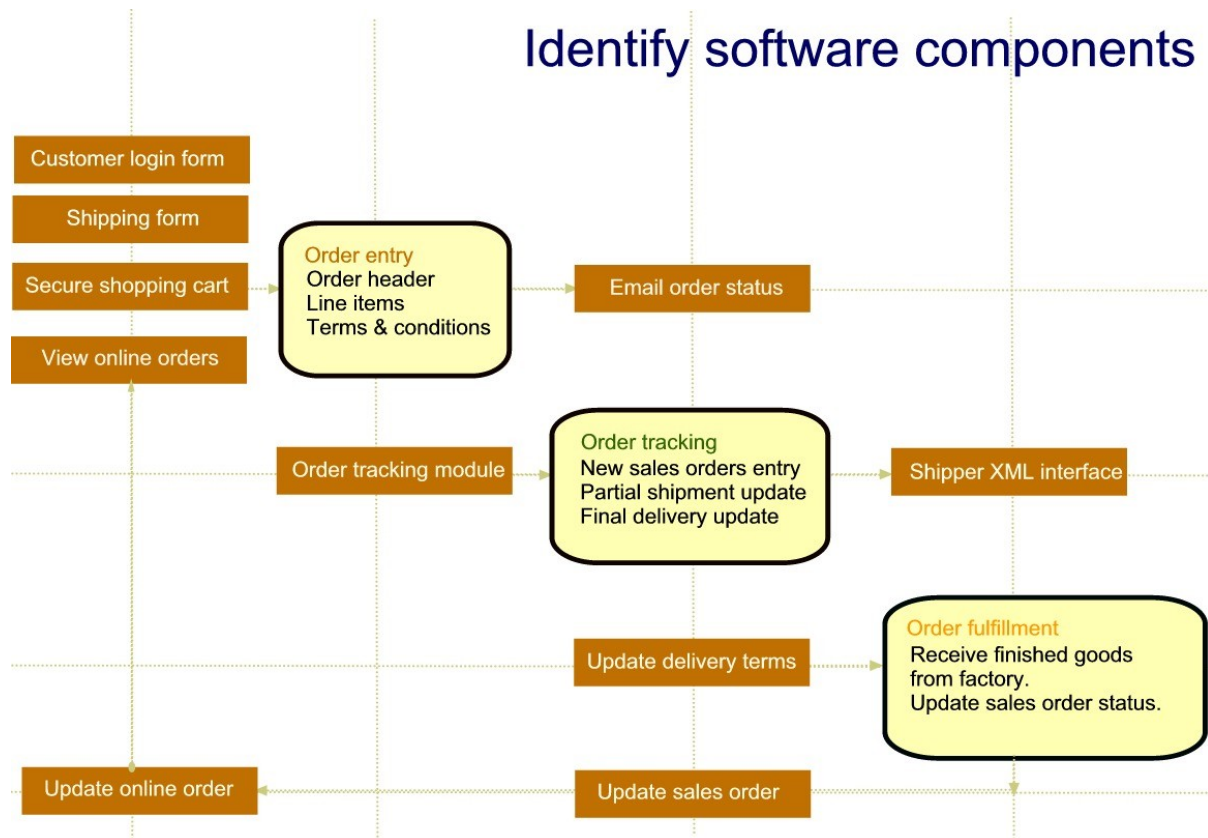 Identify software components
Customer login form
Shipping form
Secure shopping cart
View online orders
Order entry
Order header
Line items
Terms & conditions
Email order status
Order tracking module
Order tracking
New sales orders entry
Partial shipment update
Final delivery update
Shipper XML interface
Update delivery terms
Order fulfillment
Receive finished goods
from factory.
Update sales order status.
Update online order
Update sales order